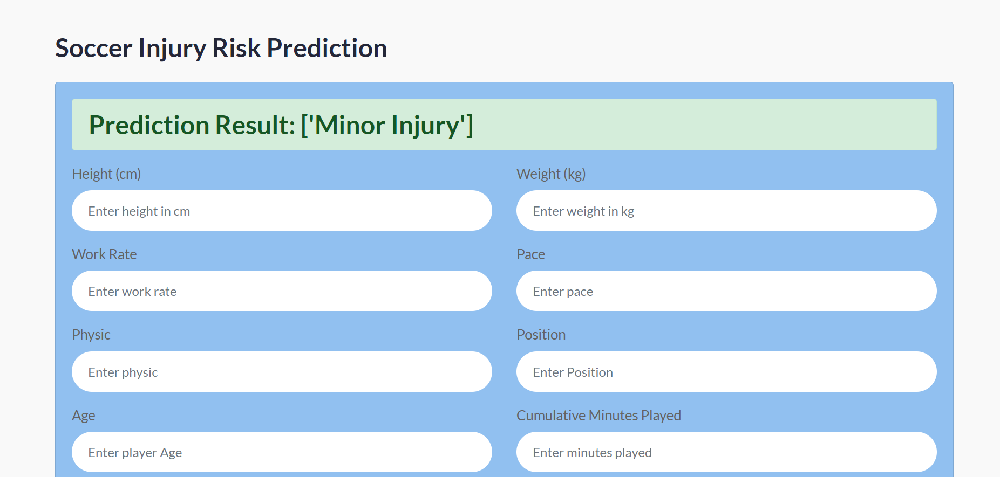 Soccer Injury Risk Prediction
Prediction Result: ['Minor Injury']
Height (cm)
Weight (kg)
Enter height in cm
Enter weight in kg
Work Rate
Pace
Enter work rate
Enter pace
Physic
Position
Enter physic
Enter Position
Age
Cumulative Minutes Played
Enter player Age
Enter minutes played